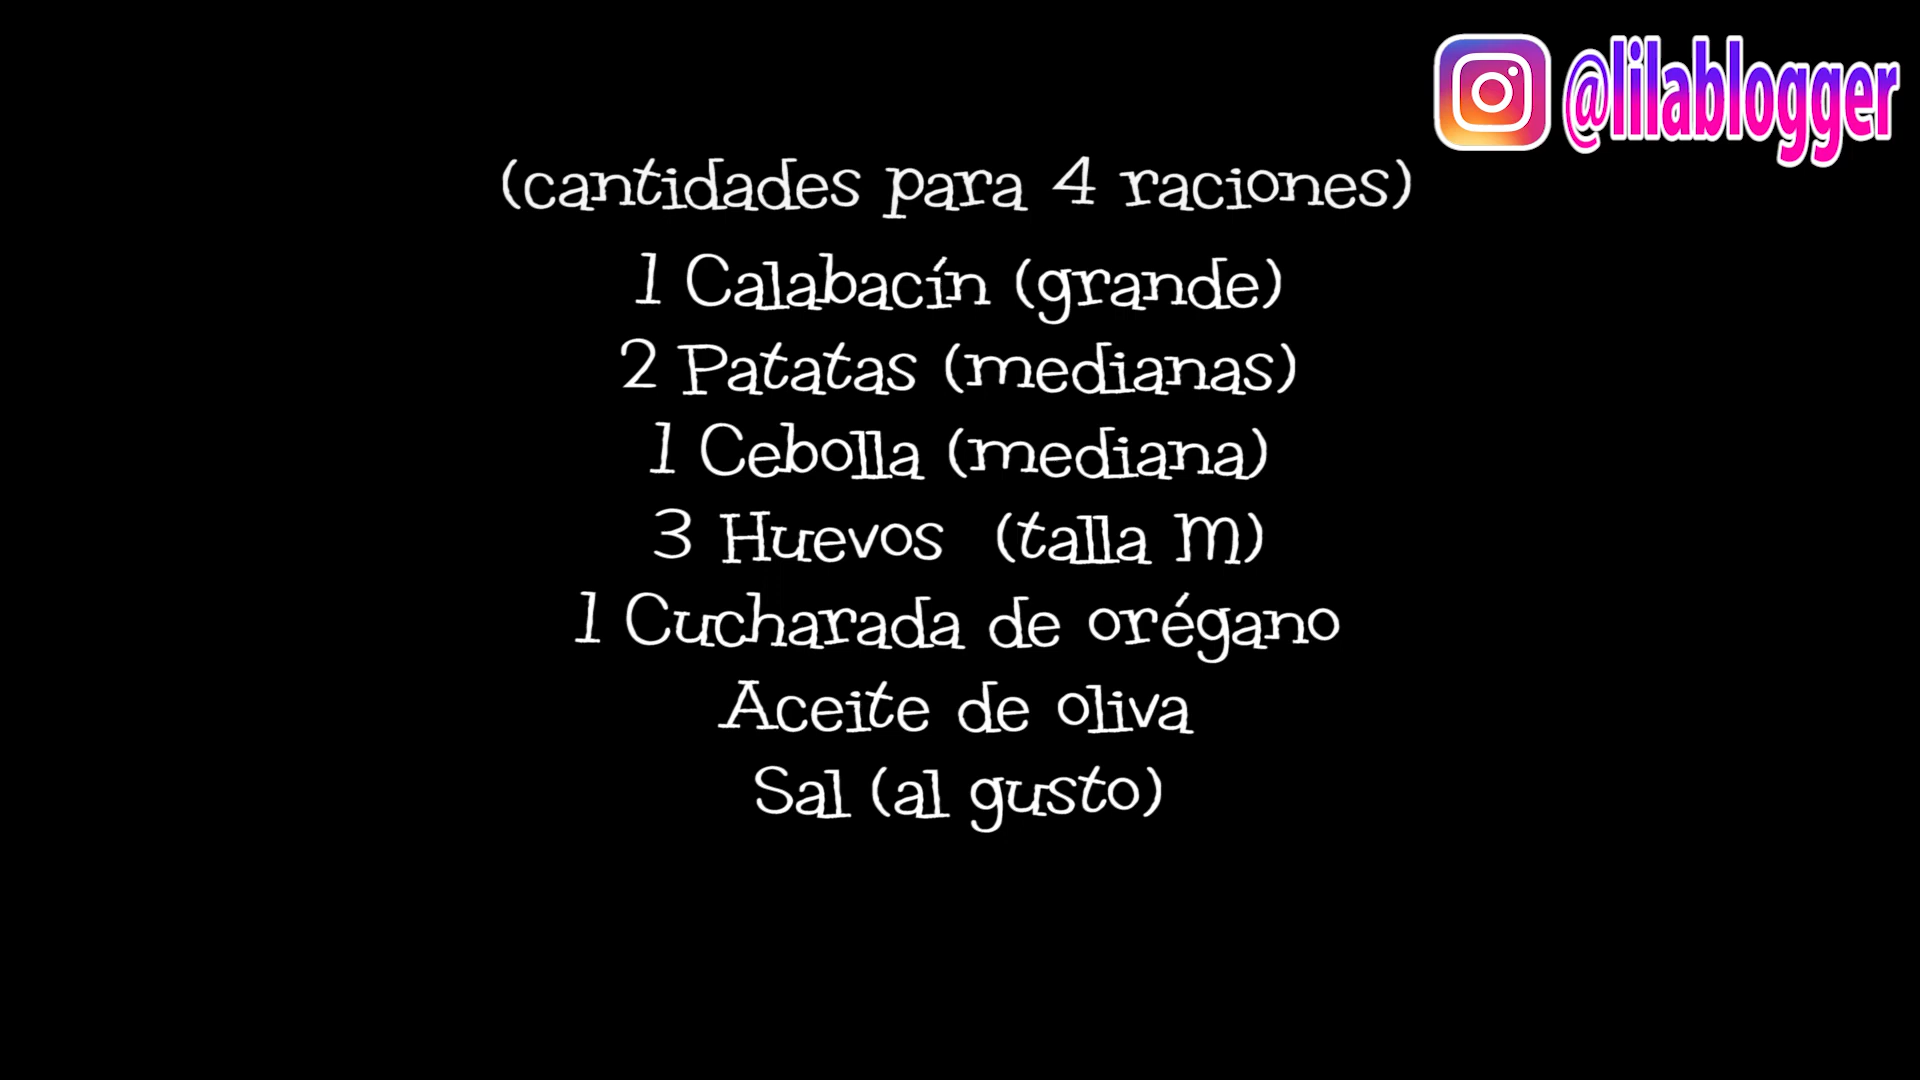 @lilablogger
(cantidades para 4 raciones)
1 Calabacín (grande)
2 Patatas (medianas)
1 Cebolla (mediana)
3 Huevos (talla M)
1 Cucharada de orégano
Aceite de oliva
Sal (al gusto)